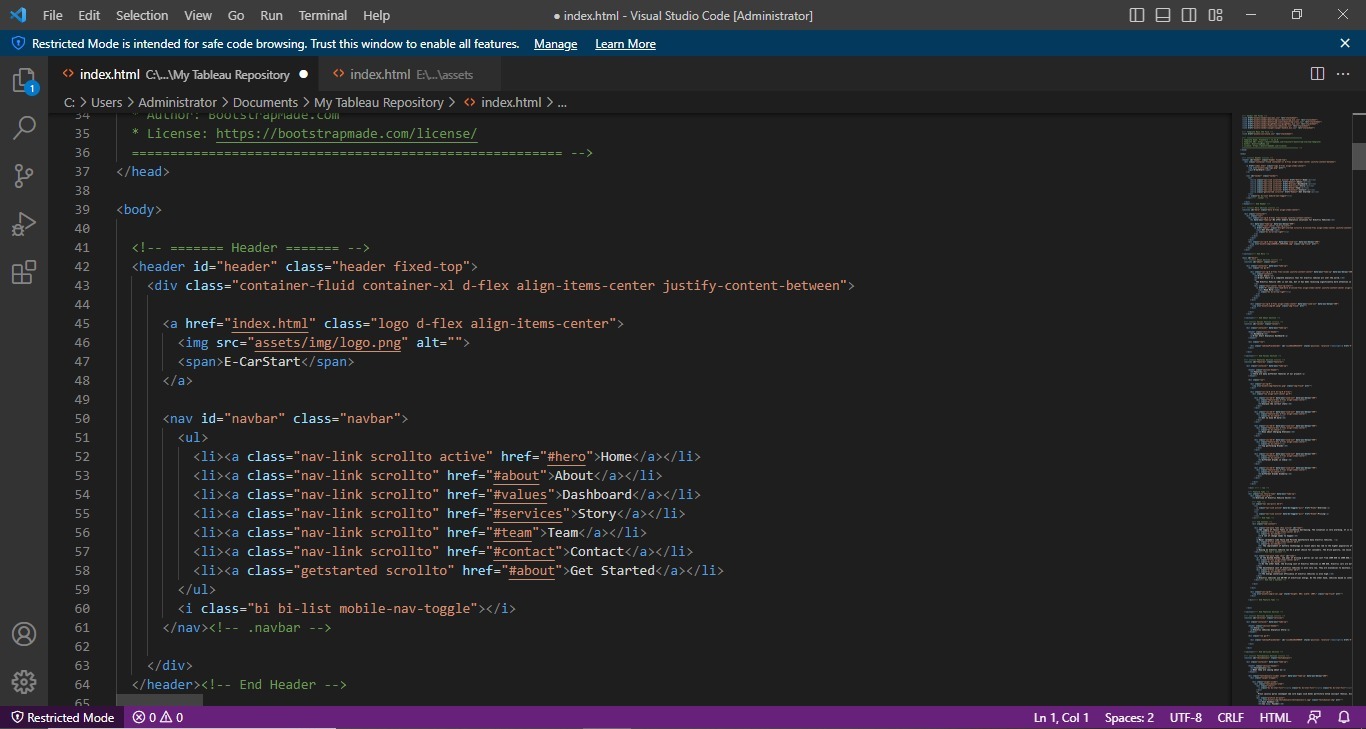 File Edit Selection View Go Run Terminal Help ● index.html - Visual Studio Code [Administrator]
Restricted Mode is intended for safe code browsing. Trust this window to enable all features. Manage Learn More
index.html C:\...\My Tableau Repository ● index.html E:\...\assets
1
C: > Users > Administrator > Documents > My Tableau Repository > index.html > ...
34 * Author: BootstrapMade.com
35 * License: https://bootstrapmade.com/license/
36 ======================================================== -->
37 </head>
38
39 <body>
40
41 <!-- ======= Header ======= -->
42 <header id="header" class="header fixed-top">
43 <div class="container-fluid container-xl d-flex align-items-center justify-content-between">
44
45 <a href="index.html" class="logo d-flex align-items-center">
46 <img src="assets/img/logo.png" alt="">
47 <span>E-CarStart</span>
48 </a>
49
50 <nav id="navbar" class="navbar">
51 <ul>
52 <li><a class="nav-link scrollto active" href="#hero">Home</a></li>
53 <li><a class="nav-link scrollto" href="#about">About</a></li>
54 <li><a class="nav-link scrollto" href="#values">Dashboard</a></li>
55 <li><a class="nav-link scrollto" href="#services">Story</a></li>
56 <li><a class="nav-link scrollto" href="#team">Team</a></li>
57 <li><a class="nav-link scrollto" href="#contact">Contact</a></li>
58 <li><a class="getstarted scrollto" href="#about">Get Started</a></li>
59 </ul>
60 <i class="bi bi-list mobile-nav-toggle"></i>
61 </nav><!-- .navbar -->
62
63 </div>
64 </header><!-- End Header -->
65
Restricted Mode 0 0 Ln 1, Col 1 Spaces: 2 UTF-8 CRLF HTML